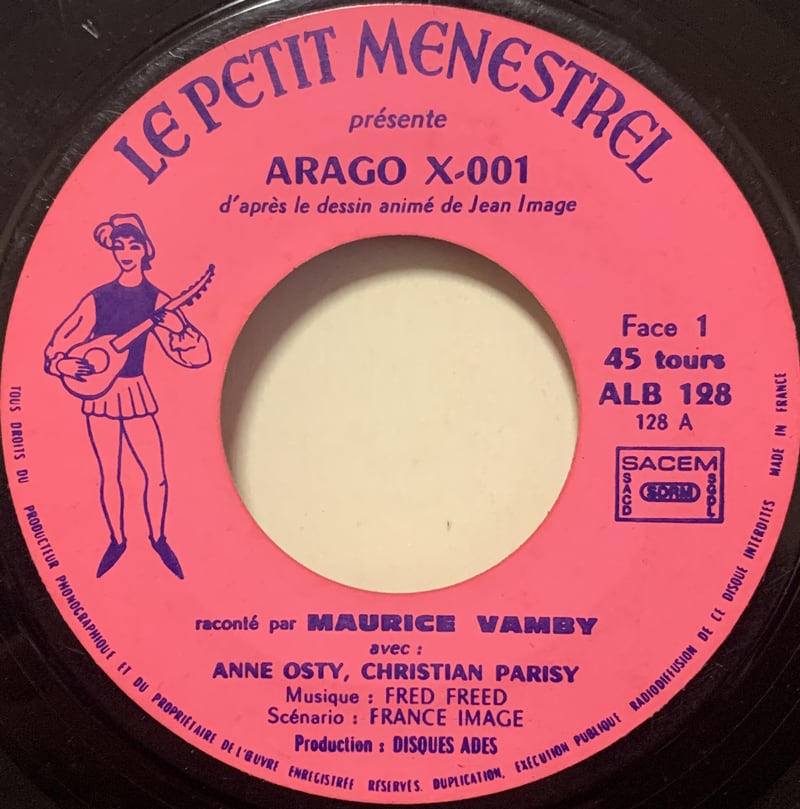 LE PETIT MENESTREL
présente
ARAGO X-001
d'après le dessin animé de Jean Image
Face 1
45 tours
ALB 128
128 A
SACEM
SACD
SDRM
SGDL
raconté par MAURICE VAMBY
avec :
ANNE OSTY, CHRISTIAN PARISY
Musique : FRED FREED
Scénario : FRANCE IMAGE
Production : DISQUES ADES
TOUS DROITS DU PRODUCTEUR PHONOGRAPHIQUE ET DU PROPRIÉTAIRE DE L'ŒUVRE ENREGISTRÉE RÉSERVÉS. DUPLICATION, EXÉCUTION PUBLIQUE RADIODIFFUSION DE CE DISQUE INTERDITES MADE IN FRANCE